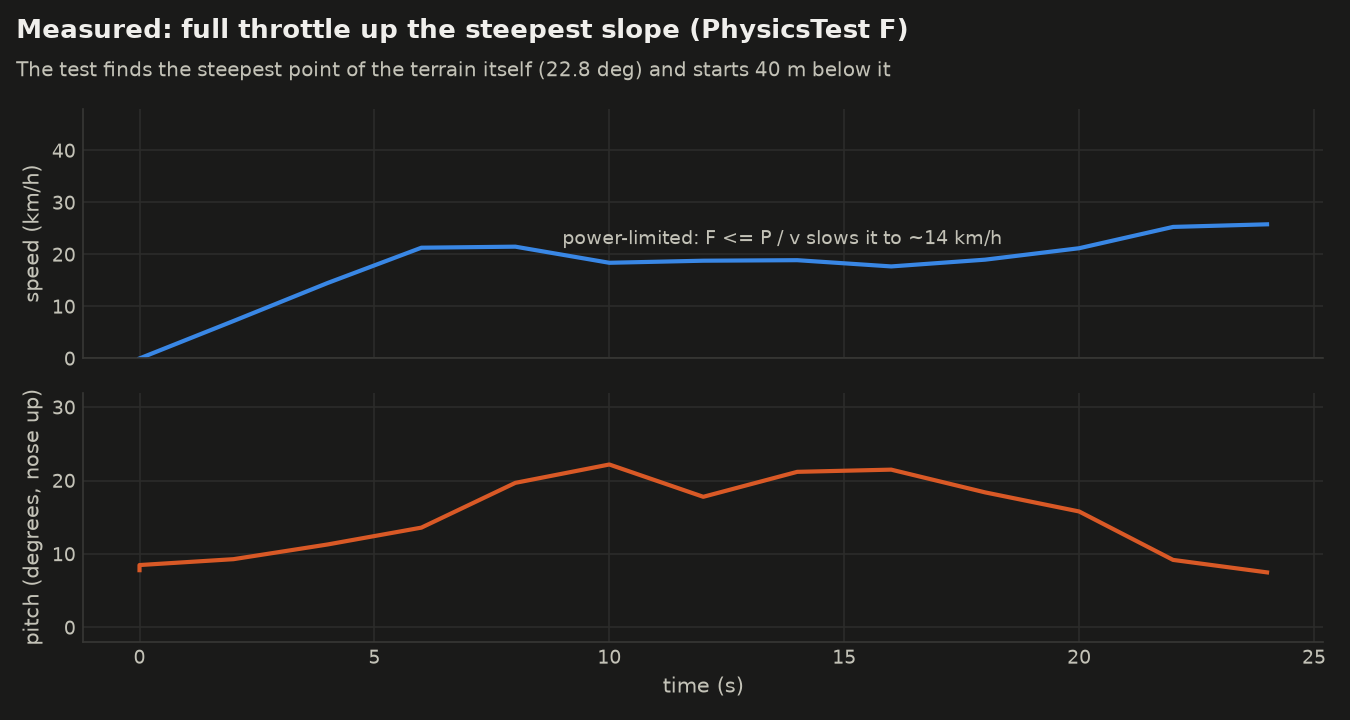 Measured: full throttle up the steepest slope (PhysicsTest F)
The test finds the steepest point of the terrain itself (22.8 deg) and starts 40 m below it
speed (km/h)
40
30
20
10
0
power-limited: F <= P / v slows it to ~14 km/h
pitch (degrees, nose up)
30
20
10
0
0 5 10 15 20 25
time (s)